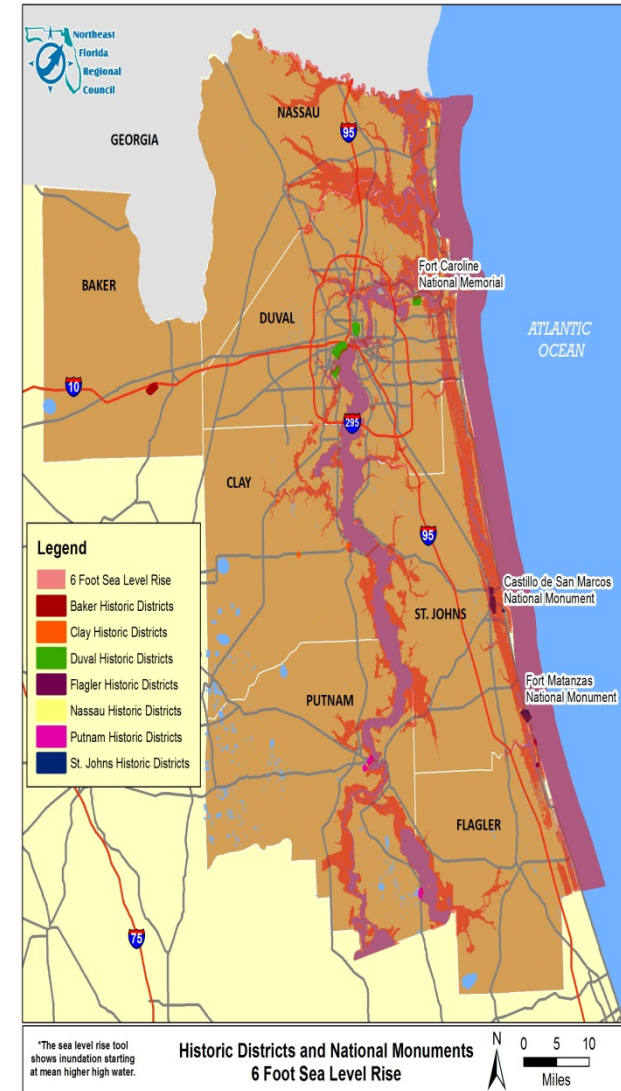 Northeast
Florida
Regional
Council
GEORGIA
NASSAU
95
Fort Caroline
National Memorial
BAKER
DUVAL
ATLANTIC
OCEAN
10
295
CLAY
95
Legend
6 Foot Sea Level Rise
Baker Historic Districts
Clay Historic Districts
Duval Historic Districts
Flagler Historic Districts
Nassau Historic Districts
Putnam Historic Districts
St. Johns Historic Districts
Castillo de San Marcos
National Monument
ST. JOHNS
Fort Matanzas
National Monument
PUTNAM
FLAGLER
75
*The sea level rise tool
shows inundation starting
at mean higher high water.
Historic Districts and National Monuments
6 Foot Sea Level Rise
N
0 5 10
Miles